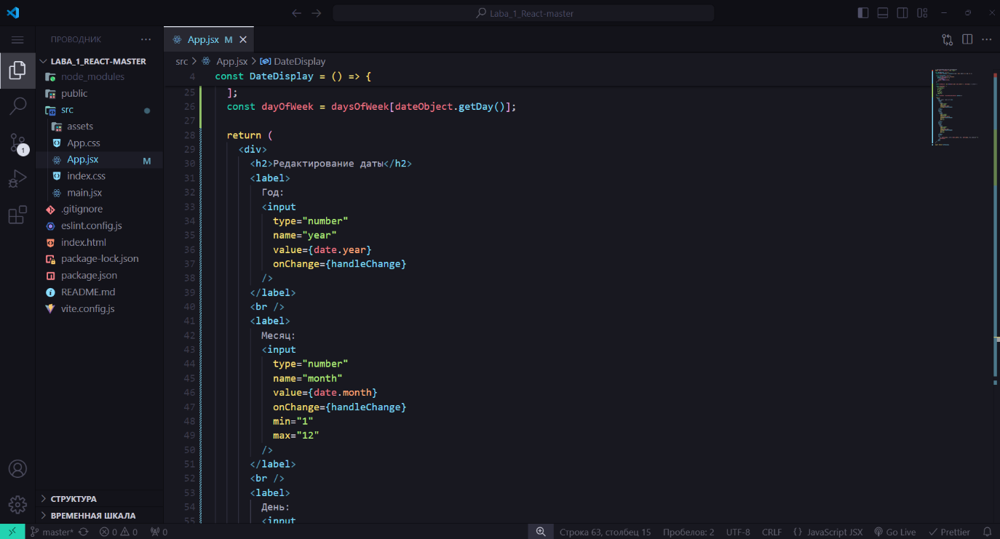 Laba_1_React-master
ПРОВОДНИК
LABA_1_REACT-MASTER
node_modules
public
src
assets
App.css
App.jsx M
index.css
main.jsx
.gitignore
eslint.config.js
index.html
package-lock.json
package.json
README.md
vite.config.js
СТРУКТУРА
ВРЕМЕННАЯ ШКАЛА
App.jsx M
src > App.jsx > DateDisplay
4 const DateDisplay = () => {
25 ];
26 const dayOfWeek = daysOfWeek[dateObject.getDay()];
27
28 return (
29 <div>
30 <h2>Редактирование даты</h2>
31 <label>
32 Год:
33 <input
34 type="number"
35 name="year"
36 value={date.year}
37 onChange={handleChange}
38 />
39 </label>
40 <br />
41 <label>
42 Месяц:
43 <input
44 type="number"
45 name="month"
46 value={date.month}
47 onChange={handleChange}
48 min="1"
49 max="12"
50 />
51 </label>
52 <br />
53 <label>
54 День:
55 <input
1
master* 0 0 0 Строка 63, столбец 15 Пробелов: 2 UTF-8 CRLF {} JavaScript JSX Go Live Prettier